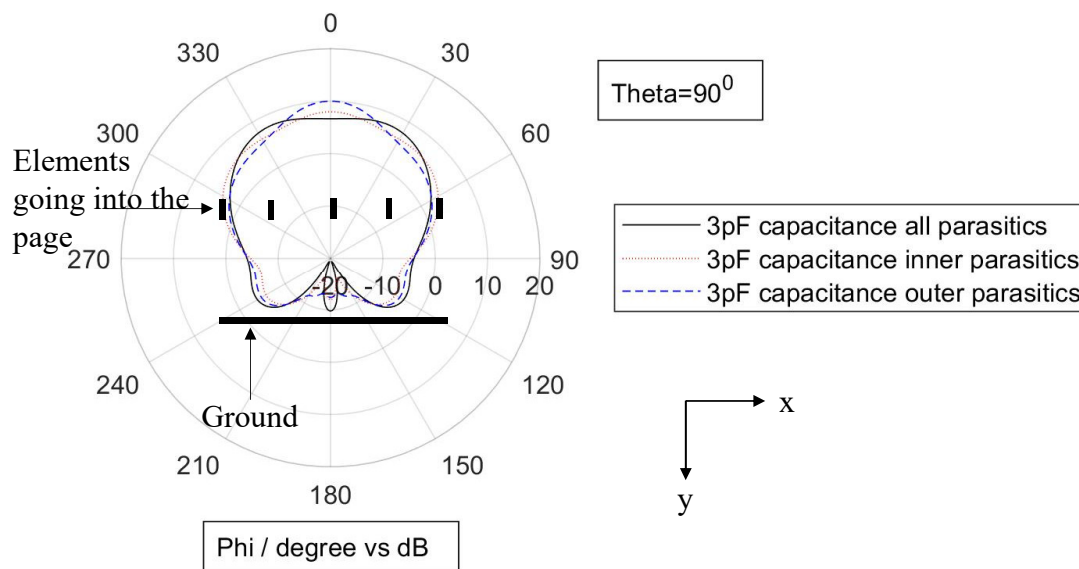 0
330
30
Theta=90⁰
300
60
Elements
going into the
page
3pF capacitance all parasitics
3pF capacitance inner parasitics
3pF capacitance outer parasitics
270
-20 -10 0 10 20
90
240
120
Ground
x
y
210
150
180
Phi / degree vs dB